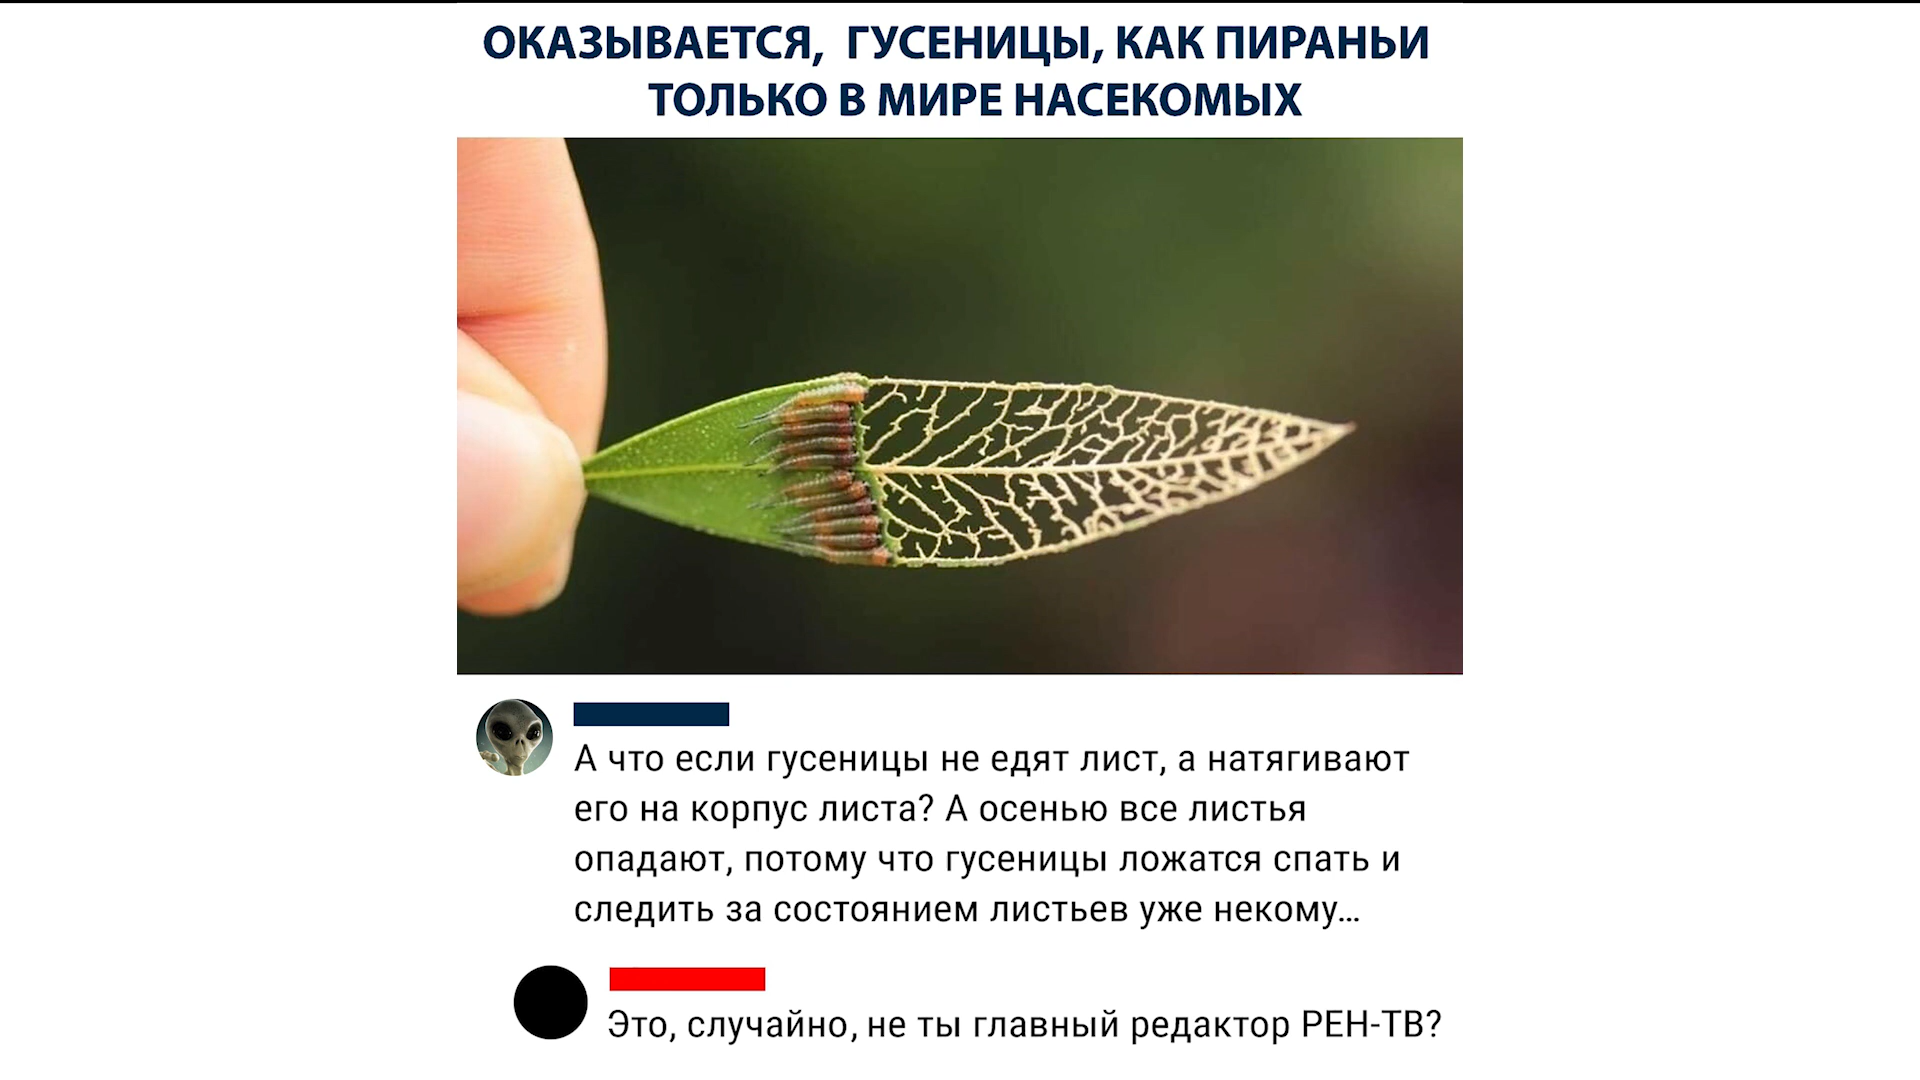 ОКАЗЫВАЕТСЯ, ГУСЕНИЦЫ, КАК ПИРАНЬИ
ТОЛЬКО В МИРЕ НАСЕКОМЫХ
А что если гусеницы не едят лист, а натягивают
его на корпус листа? А осенью все листья
опадают, потому что гусеницы ложатся спать и
следить за состоянием листьев уже некому...
Это, случайно, не ты главный редактор РЕН-ТВ?